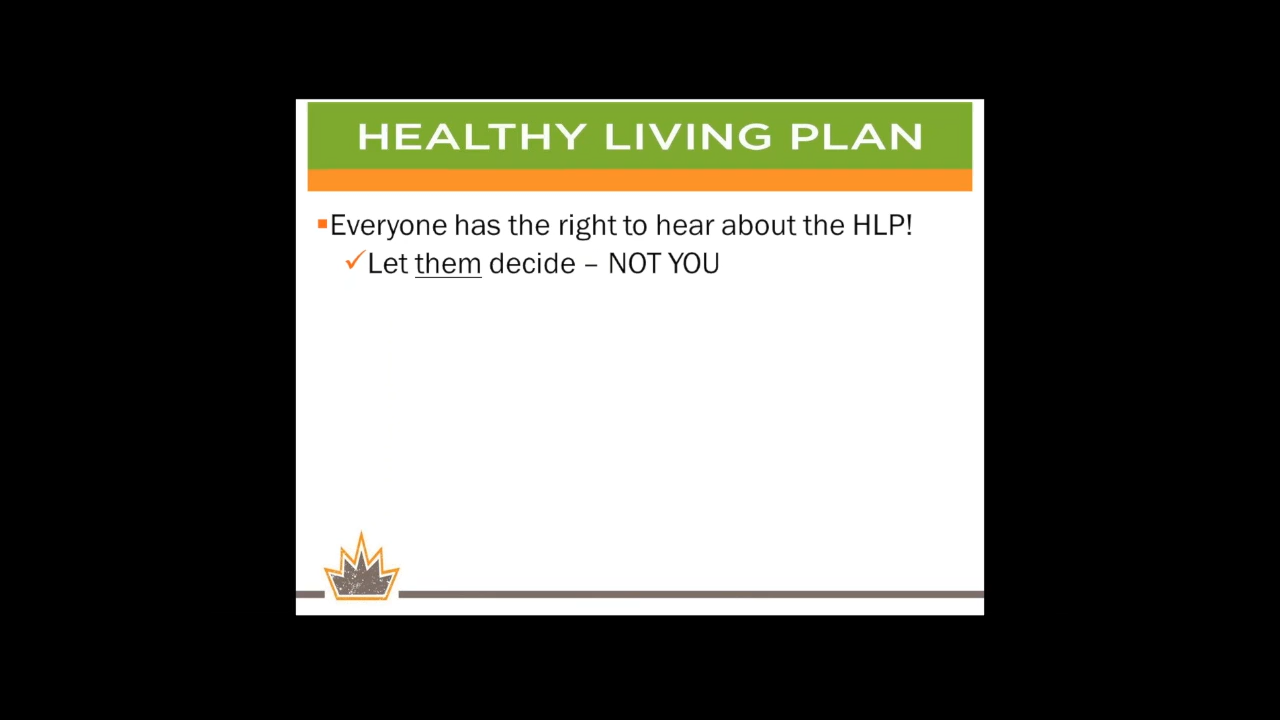 HEALTHY LIVING PLAN
Everyone has the right to hear about the HLP!
Let them decide – NOT YOU